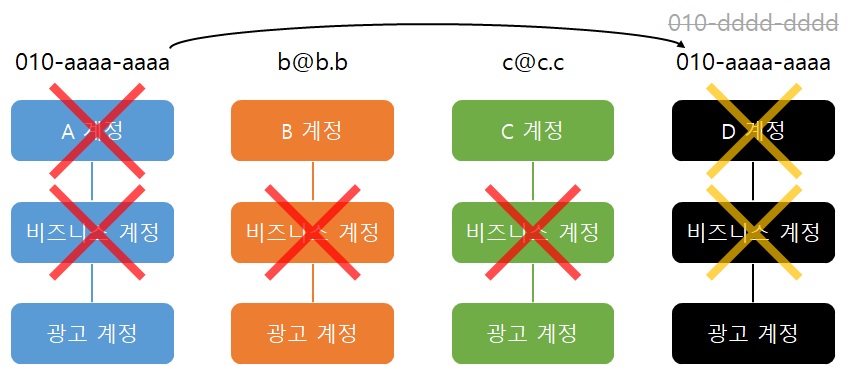 010-dddd-dddd
010-aaaa-aaaa b@b.b c@c.c 010-aaaa-aaaa
A 계정 B 계정 C 계정 D 계정
비즈니스 계정 비즈니스 계정 비즈니스 계정 비즈니스 계정
광고 계정 광고 계정 광고 계정 광고 계정